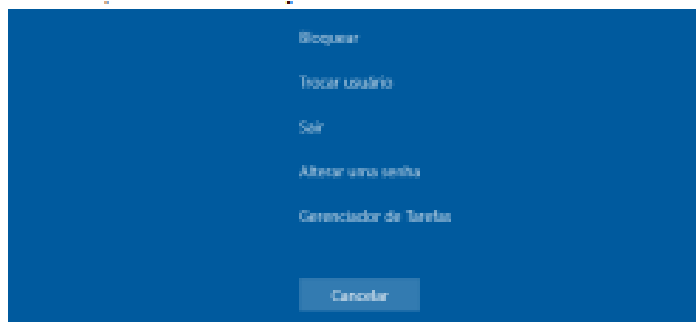 Bloquear
Trocar usuário
Sair
Alterar uma senha
Gerenciador de Tarefas
Cancelar